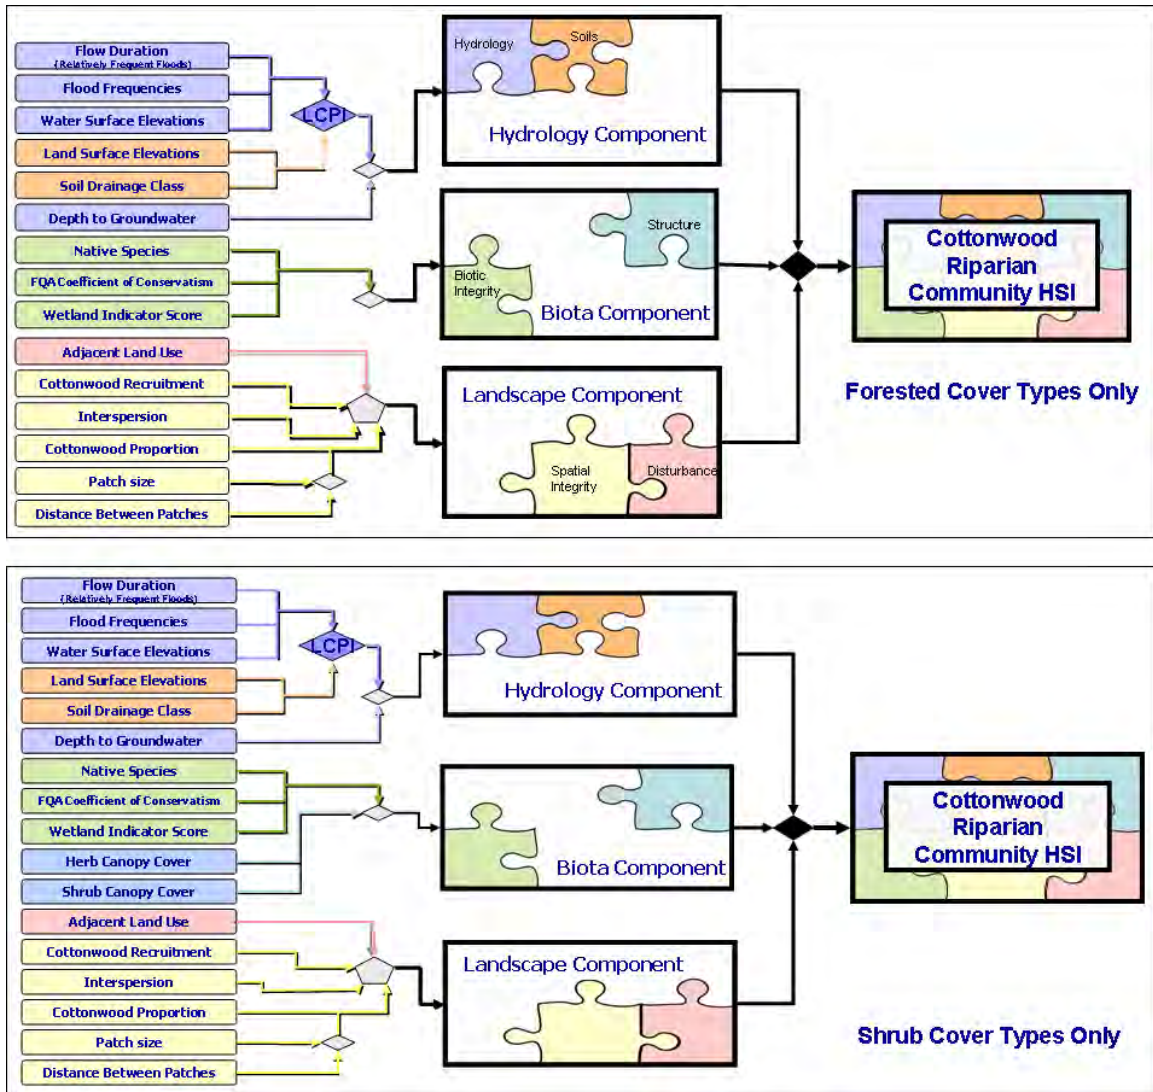 Flow Duration
(Relatively Frequent Floods)
Flood Frequencies
Water Surface Elevations
Land Surface Elevations
Soil Drainage Class
Depth to Groundwater
Native Species
FQA Coefficient of Conservatism
Wetland Indicator Score
Adjacent Land Use
Cottonwood Recruitment
Interspersion
Cottonwood Proportion
Patch size
Distance Between Patches
LCPI
Hydrology
Soils
Hydrology Component
Structure
Biotic
Integrity
Biota Component
Landscape Component
Spatial
Integrity
Disturbance
Cottonwood
Riparian
Community HSI
Forested Cover Types Only
Flow Duration
(Relatively Frequent Floods)
Flood Frequencies
Water Surface Elevations
Land Surface Elevations
Soil Drainage Class
Depth to Groundwater
Native Species
FQA Coefficient of Conservatism
Wetland Indicator Score
Herb Canopy Cover
Shrub Canopy Cover
Adjacent Land Use
Cottonwood Recruitment
Interspersion
Cottonwood Proportion
Patch size
Distance Between Patches
LCPI
Hydrology Component
Biota Component
Landscape Component
Cottonwood
Riparian
Community HSI
Shrub Cover Types Only